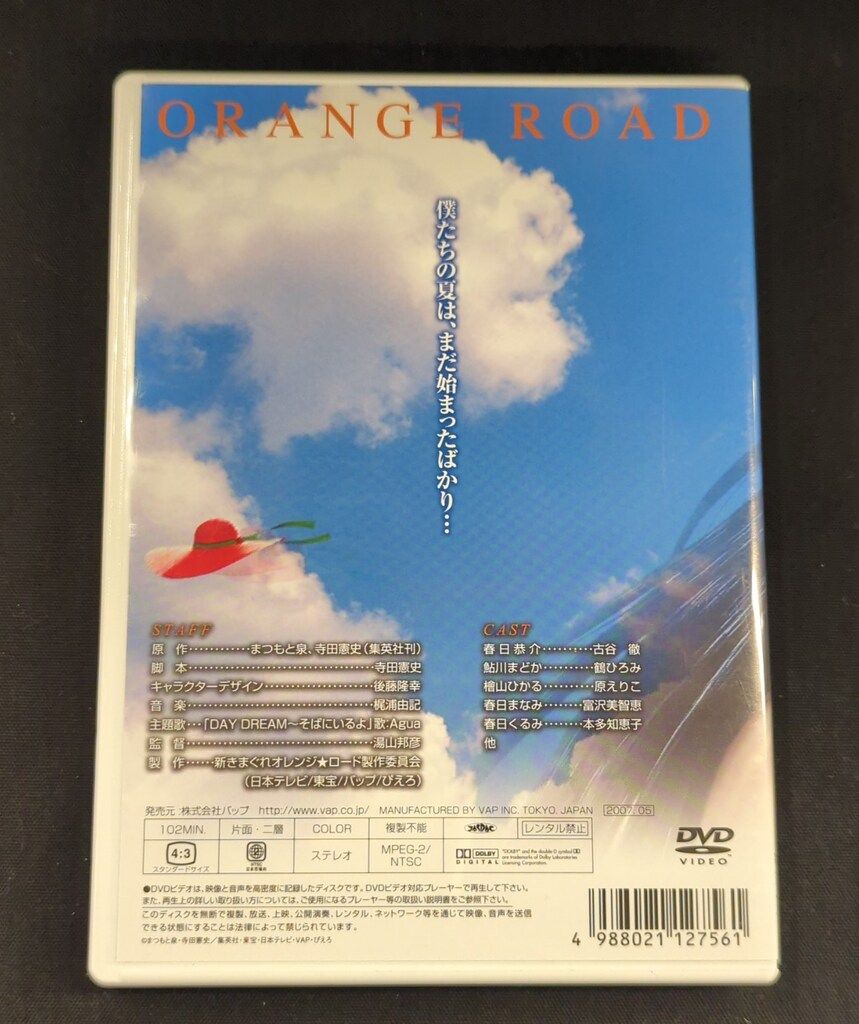 ORANGE ROAD
僕たちの夏は、まだ始まったばかり…
STAFF
原 作…………まつもと泉、寺田憲史(集英社刊)
脚 本……………………………寺田憲史
キャラクターデザイン………………後藤隆幸
音 楽……………………………梶浦由記
主題歌…「DAY DREAM〜そばにいるよ」歌:Agua
監 督……………………………湯山邦彦
製 作……新きまぐれオレンジ★ロード製作委員会
(日本テレビ/東宝/バップ/ぴえろ)
CAST
春日恭介…………古谷 徹
鮎川まどか…………鶴ひろみ
檜山ひかる…………原えりこ
春日まなみ………富沢美智恵
春日くるみ………本多知恵子
他
発売元:株式会社バップ http://www.vap.co.jp/ MANUFACTURED BY VAP INC. TOKYO. JAPAN 2007.05
102MIN. 片面・二層 COLOR 複製不能 レンタル禁止
4:3 スタンダードサイズ NTSC 日本市場向 ステレオ MPEG-2/NTSC DOLBY DIGITAL "DOLBY" and the double-D symbol are trademarks of Dolby Laboratories Licensing Corporation.
DVD VIDEO
●DVDビデオは、映像と音声を高密度に記録したディスクです。DVDビデオ対応プレーヤーで再生して下さい。
また、再生上の詳しい取り扱い方については、ご使用になるプレーヤー等の取扱い説明書をご参照下さい。
このディスクを無断で複製、放送、上映、公開演奏、レンタル、ネットワーク等を通じて映像、音声を送信
できる状態にすることは法律によって禁じられています。
©まつもと泉・寺田憲史/集英社・東宝・日本テレビ・VAP・ぴえろ
4 988021 127561